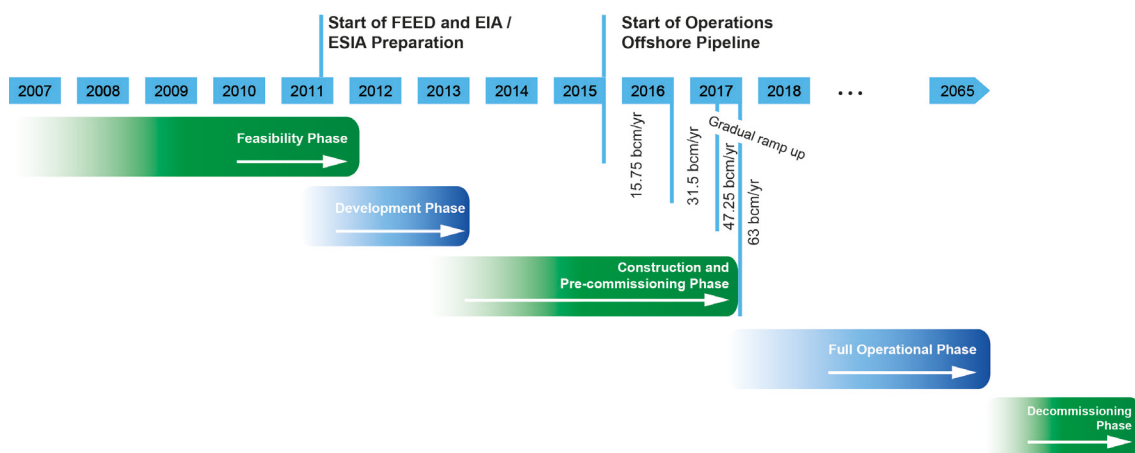 Start of FEED and EIA /
ESIA Preparation
Start of Operations
Offshore Pipeline
2007 2008 2009 2010 2011 2012 2013 2014 2015 2016 2017 2018 ... 2065
Feasibility Phase
15.75 bcm/yr
31.5 bcm/yr
47.25 bcm/yr
63 bcm/yr
Gradual ramp up
Development Phase
Construction and
Pre-commissioning Phase
Full Operational Phase
Decommissioning
Phase